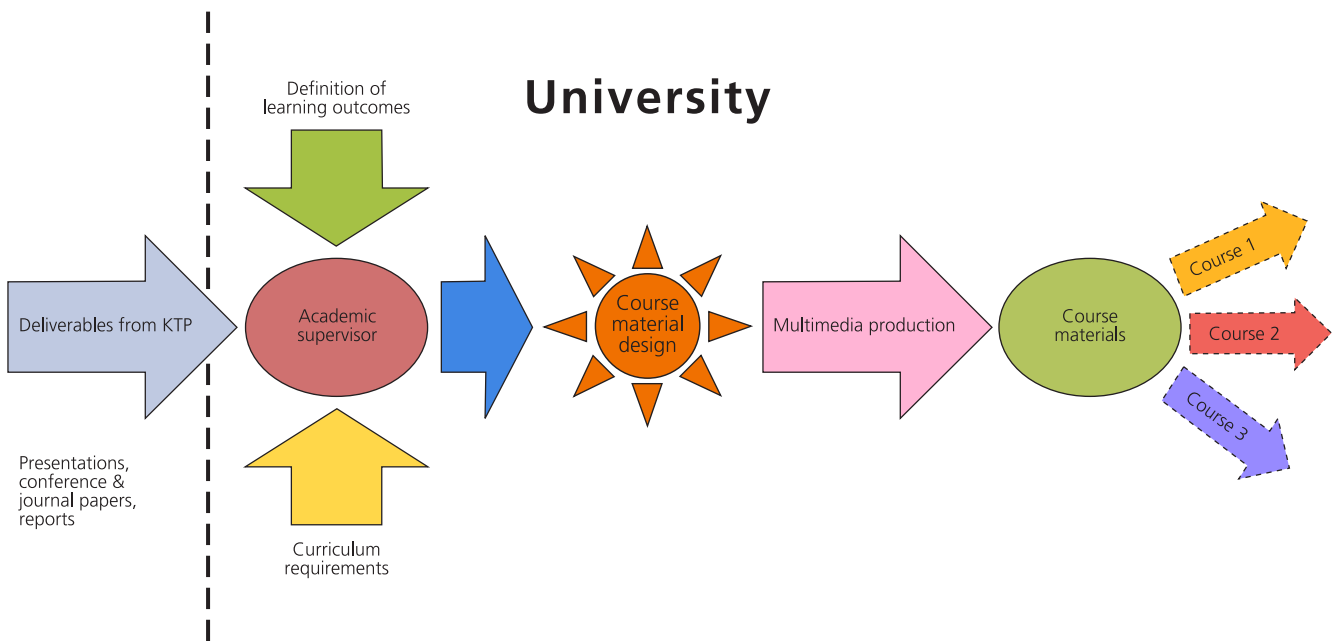 University
Definition of
learning outcomes
Deliverables from KTP
Presentations,
conference &
journal papers,
reports
Academic
supervisor
Curriculum
requirements
Course
material
design
Multimedia production
Course
materials
Course 1
Course 2
Course 3